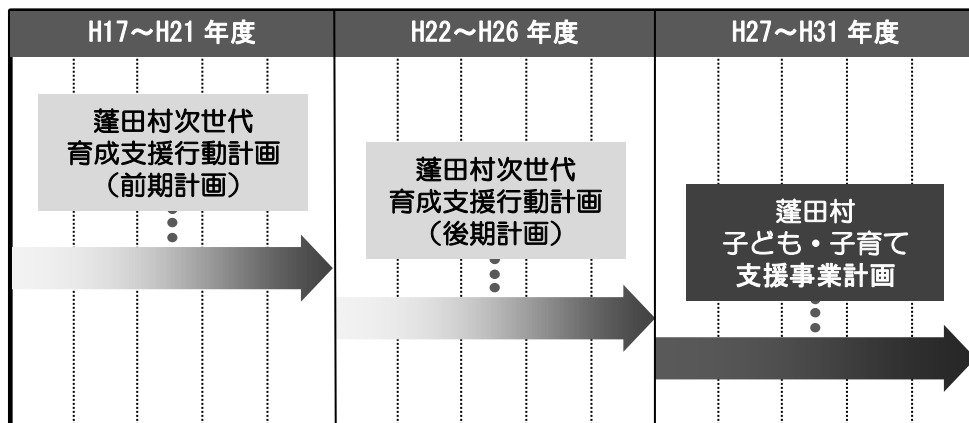 H17～H21 年度
H22～H26 年度
H27～H31 年度
蓬田村次世代
育成支援行動計画
（前期計画）
蓬田村次世代
育成支援行動計画
（後期計画）
蓬田村
子ども・子育て
支援事業計画